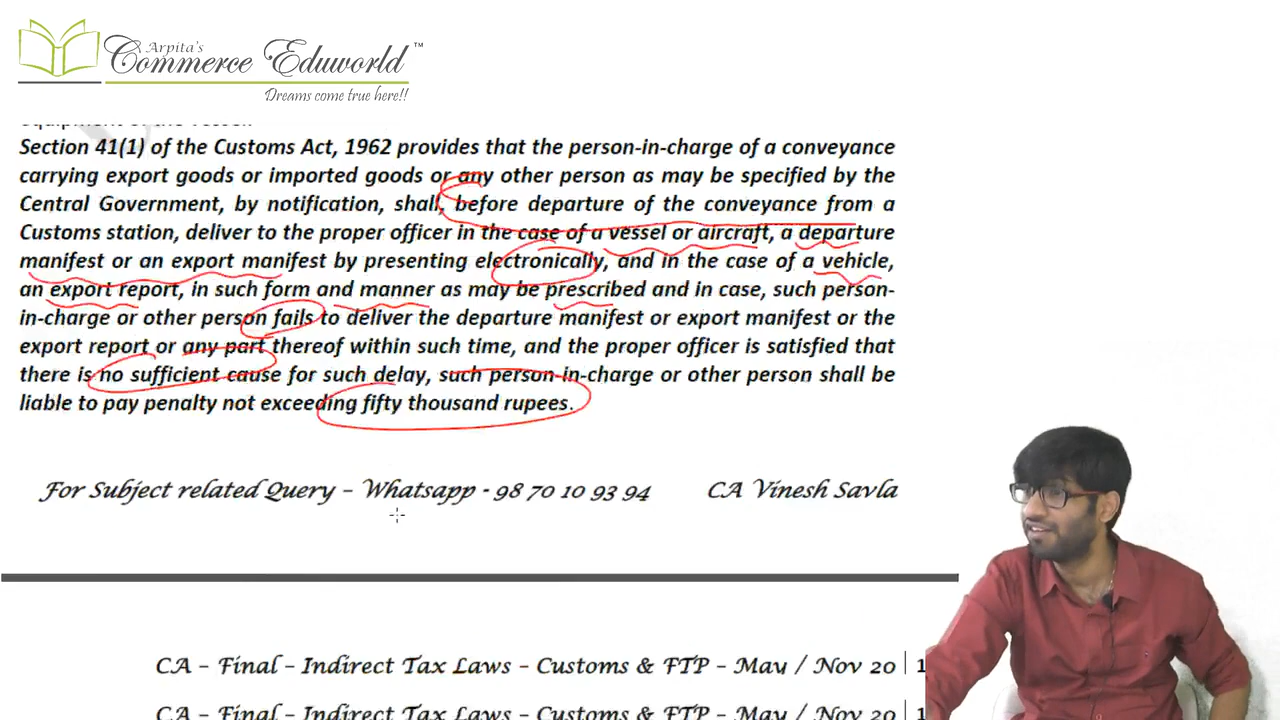 Arpita's
Commerce Eduworld™
Dreams come true here!!
equipment of the vessel.
Section 41(1) of the Customs Act, 1962 provides that the person-in-charge of a conveyance
carrying export goods or imported goods or any other person as may be specified by the
Central Government, by notification, shall, before departure of the conveyance from a
Customs station, deliver to the proper officer in the case of a vessel or aircraft, a departure
manifest or an export manifest by presenting electronically, and in the case of a vehicle,
an export report, in such form and manner as may be prescribed and in case, such person-
in-charge or other person fails to deliver the departure manifest or export manifest or the
export report or any part thereof within such time, and the proper officer is satisfied that
there is no sufficient cause for such delay, such person-in-charge or other person shall be
liable to pay penalty not exceeding fifty thousand rupees.
For Subject related Query – Whatsapp - 98 70 10 93 94 CA Vinesh Savla
CA – Final – Indirect Tax Laws – Customs & FTP – May / Nov 20 | 1
CA – Final – Indirect Tax Laws – Customs & FTP – May / Nov 20 | 1